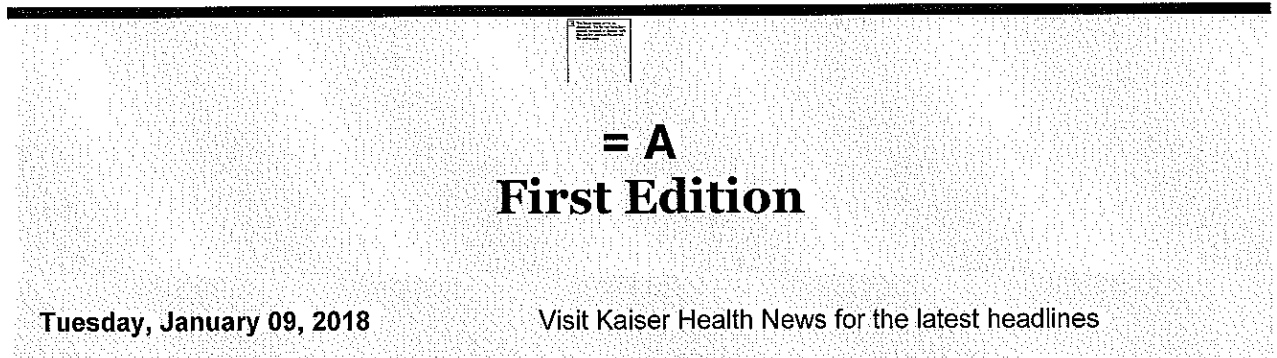 = A
First Edition
Tuesday, January 09, 2018
Visit Kaiser Health News for the latest headlines